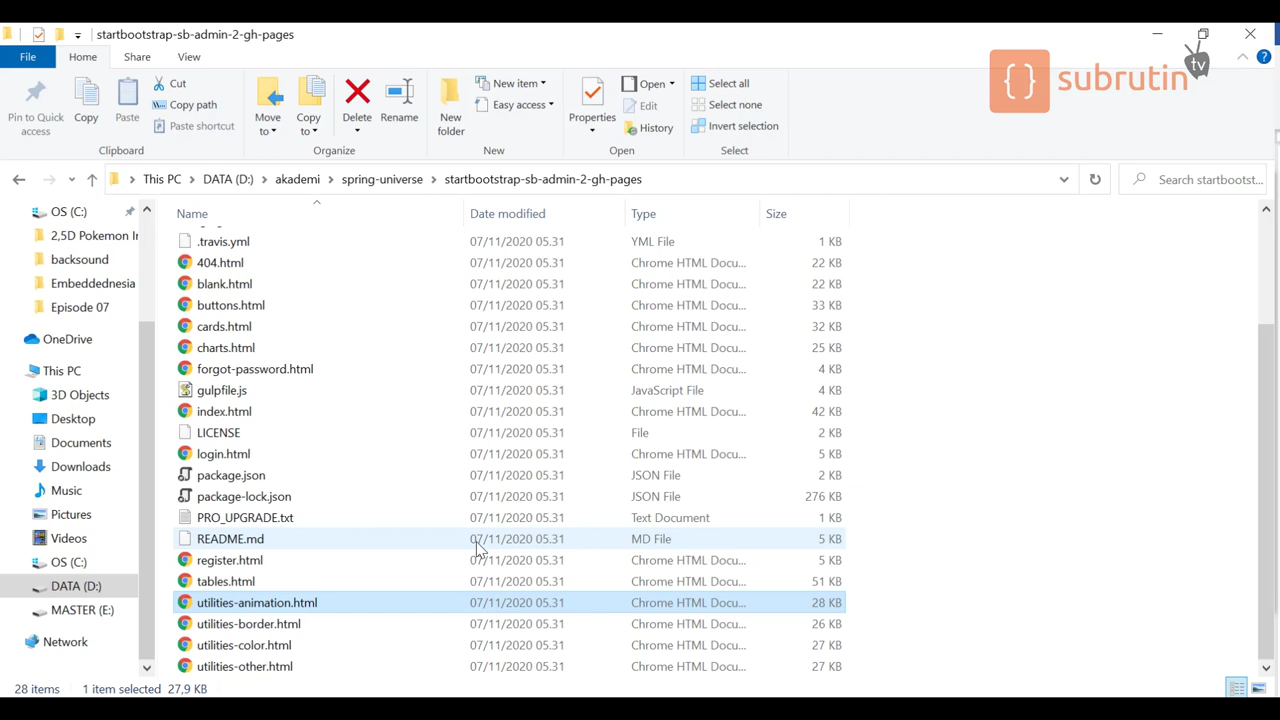 startbootstrap-sb-admin-2-gh-pages
File Home Share View
subrutin tv
Pin to Quick access
Copy
Paste
Cut
Copy path
Paste shortcut
Clipboard
Move to
Copy to
Delete
Rename
Organize
New folder
New item
Easy access
New
Properties
Open
Edit
History
Open
Select all
Select none
Invert selection
Select
This PC DATA (D:) akademi spring-universe startbootstrap-sb-admin-2-gh-pages
Search startbootst...
OS (C:)
2,5D Pokemon In
backsound
Embeddednesia
Episode 07
OneDrive
This PC
3D Objects
Desktop
Documents
Downloads
Music
Pictures
Videos
OS (C:)
DATA (D:)
MASTER (E:)
Network
Name Date modified Type Size
.travis.yml 07/11/2020 05.31 YML File 1 KB
404.html 07/11/2020 05.31 Chrome HTML Docu... 22 KB
blank.html 07/11/2020 05.31 Chrome HTML Docu... 22 KB
buttons.html 07/11/2020 05.31 Chrome HTML Docu... 33 KB
cards.html 07/11/2020 05.31 Chrome HTML Docu... 32 KB
charts.html 07/11/2020 05.31 Chrome HTML Docu... 25 KB
forgot-password.html 07/11/2020 05.31 Chrome HTML Docu... 4 KB
gulpfile.js 07/11/2020 05.31 JavaScript File 4 KB
index.html 07/11/2020 05.31 Chrome HTML Docu... 42 KB
LICENSE 07/11/2020 05.31 File 2 KB
login.html 07/11/2020 05.31 Chrome HTML Docu... 5 KB
package.json 07/11/2020 05.31 JSON File 2 KB
package-lock.json 07/11/2020 05.31 JSON File 276 KB
PRO_UPGRADE.txt 07/11/2020 05.31 Text Document 1 KB
README.md 07/11/2020 05.31 MD File 5 KB
register.html 07/11/2020 05.31 Chrome HTML Docu... 5 KB
tables.html 07/11/2020 05.31 Chrome HTML Docu... 51 KB
utilities-animation.html 07/11/2020 05.31 Chrome HTML Docu... 28 KB
utilities-border.html 07/11/2020 05.31 Chrome HTML Docu... 26 KB
utilities-color.html 07/11/2020 05.31 Chrome HTML Docu... 27 KB
utilities-other.html 07/11/2020 05.31 Chrome HTML Docu... 27 KB
28 items 1 item selected 27,9 KB